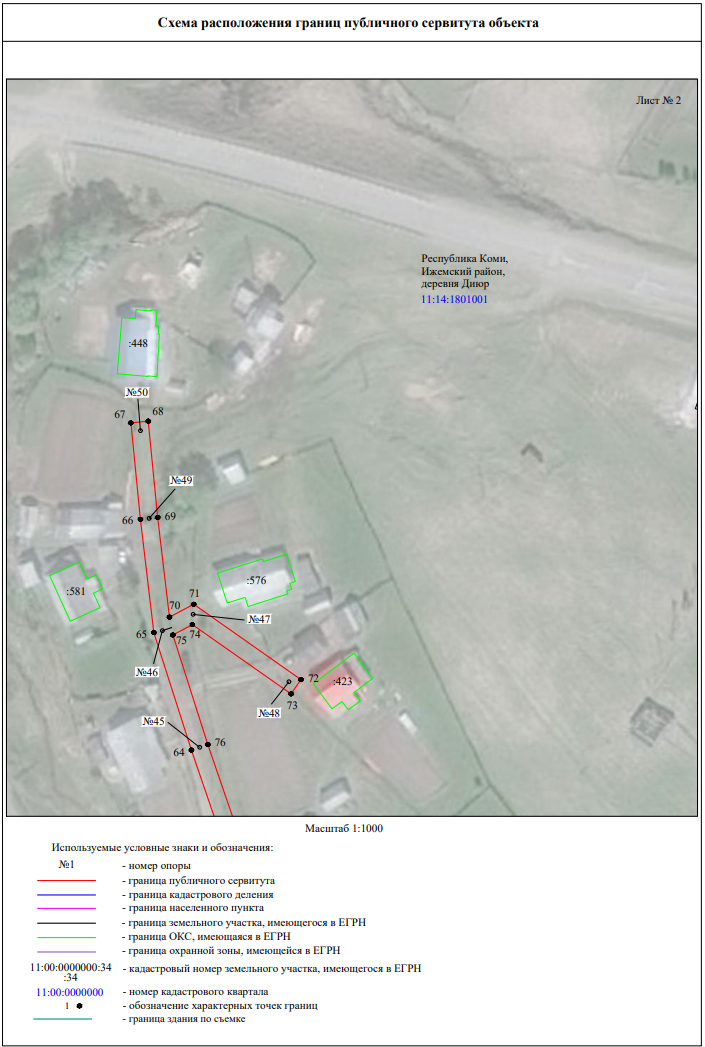 Схема расположения границ публичного сервитута объекта
Лист № 2
Республика Коми,
Ижемский район,
деревня Диюр
11:14:1801001
:448
№50
67
68
№49
66
69
:581
:576
71
70
№47
65
75
74
№46
72
:423
73
№48
№45
64
76
Масштаб 1:1000
Используемые условные знаки и обозначения:
№1 - номер опоры
- граница публичного сервитута
- граница кадастрового деления
- граница населенного пункта
- граница земельного участка, имеющегося в ЕГРН
- граница ОКС, имеющаяся в ЕГРН
- граница охранной зоны, имеющейся в ЕГРН
11:00:0000000:34 - кадастровый номер земельного участка, имеющегося в ЕГРН
:34
11:00:0000000 - номер кадастрового квартала
1 - обозначение характерных точек границ
- граница здания по съемке